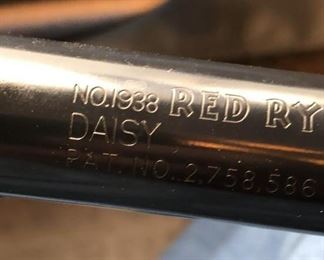 NO.1938 RED RY
DAISY
PAT. NO. 2,758,586